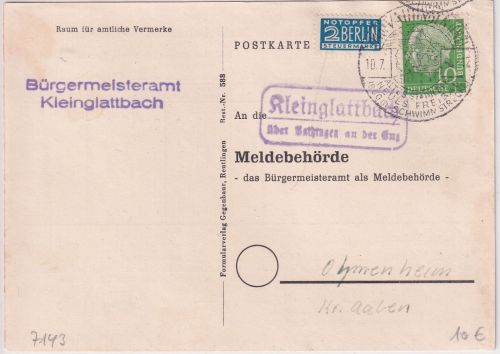 Raum für amtliche Vermerke
Bürgermeisteramt
Kleinglattbach
POSTKARTE
NOTOPFER
2 BERLIN
STEUERMARKE
10
DEUTSCHE
BUNDESPOST
10.7.
SCHWIMM
Kleinglattbach
über Vaihingen an der Enz
An die
Meldebehörde
- das Bürgermeisteramt als Meldebehörde -
Formularverlag Gegenhauer, Reutlingen Best.-Nr. 588
Kr. Aalen
7143
10 €